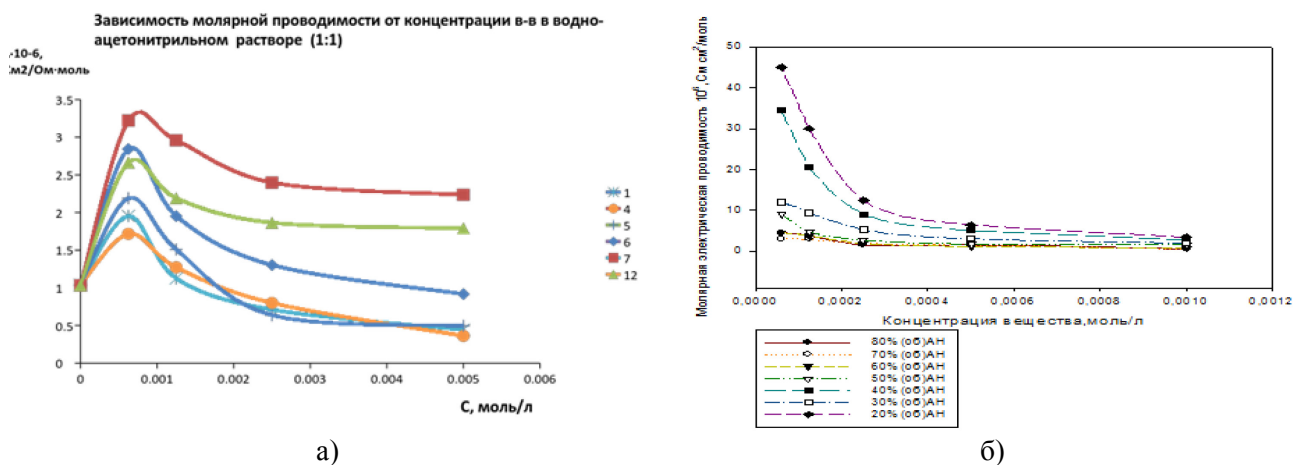 Зависимость молярной проводимости от концентрации в-в в водно-
ацетонитрильном растворе (1:1)
·10-6,
см2/Ом·моль
3.5
3
2.5
2
1.5
1
0.5
0
0
0.001
0.002
0.003
0.004
0.005
0.006
С, моль/л
1
4
5
6
7
12
а)
Молярная электрическая проводимость 10⁶,См см²/моль
50
40
30
20
10
0
0,0000
0,0002
0,0004
0,0006
0,0008
0,0010
0,0012
Концентрация вещества,моль/л
80% (об)АН
70% (об)АН
60% (об)АН
50% (об)АН
40% (об)АН
30% (об)АН
20% (об)АН
б)